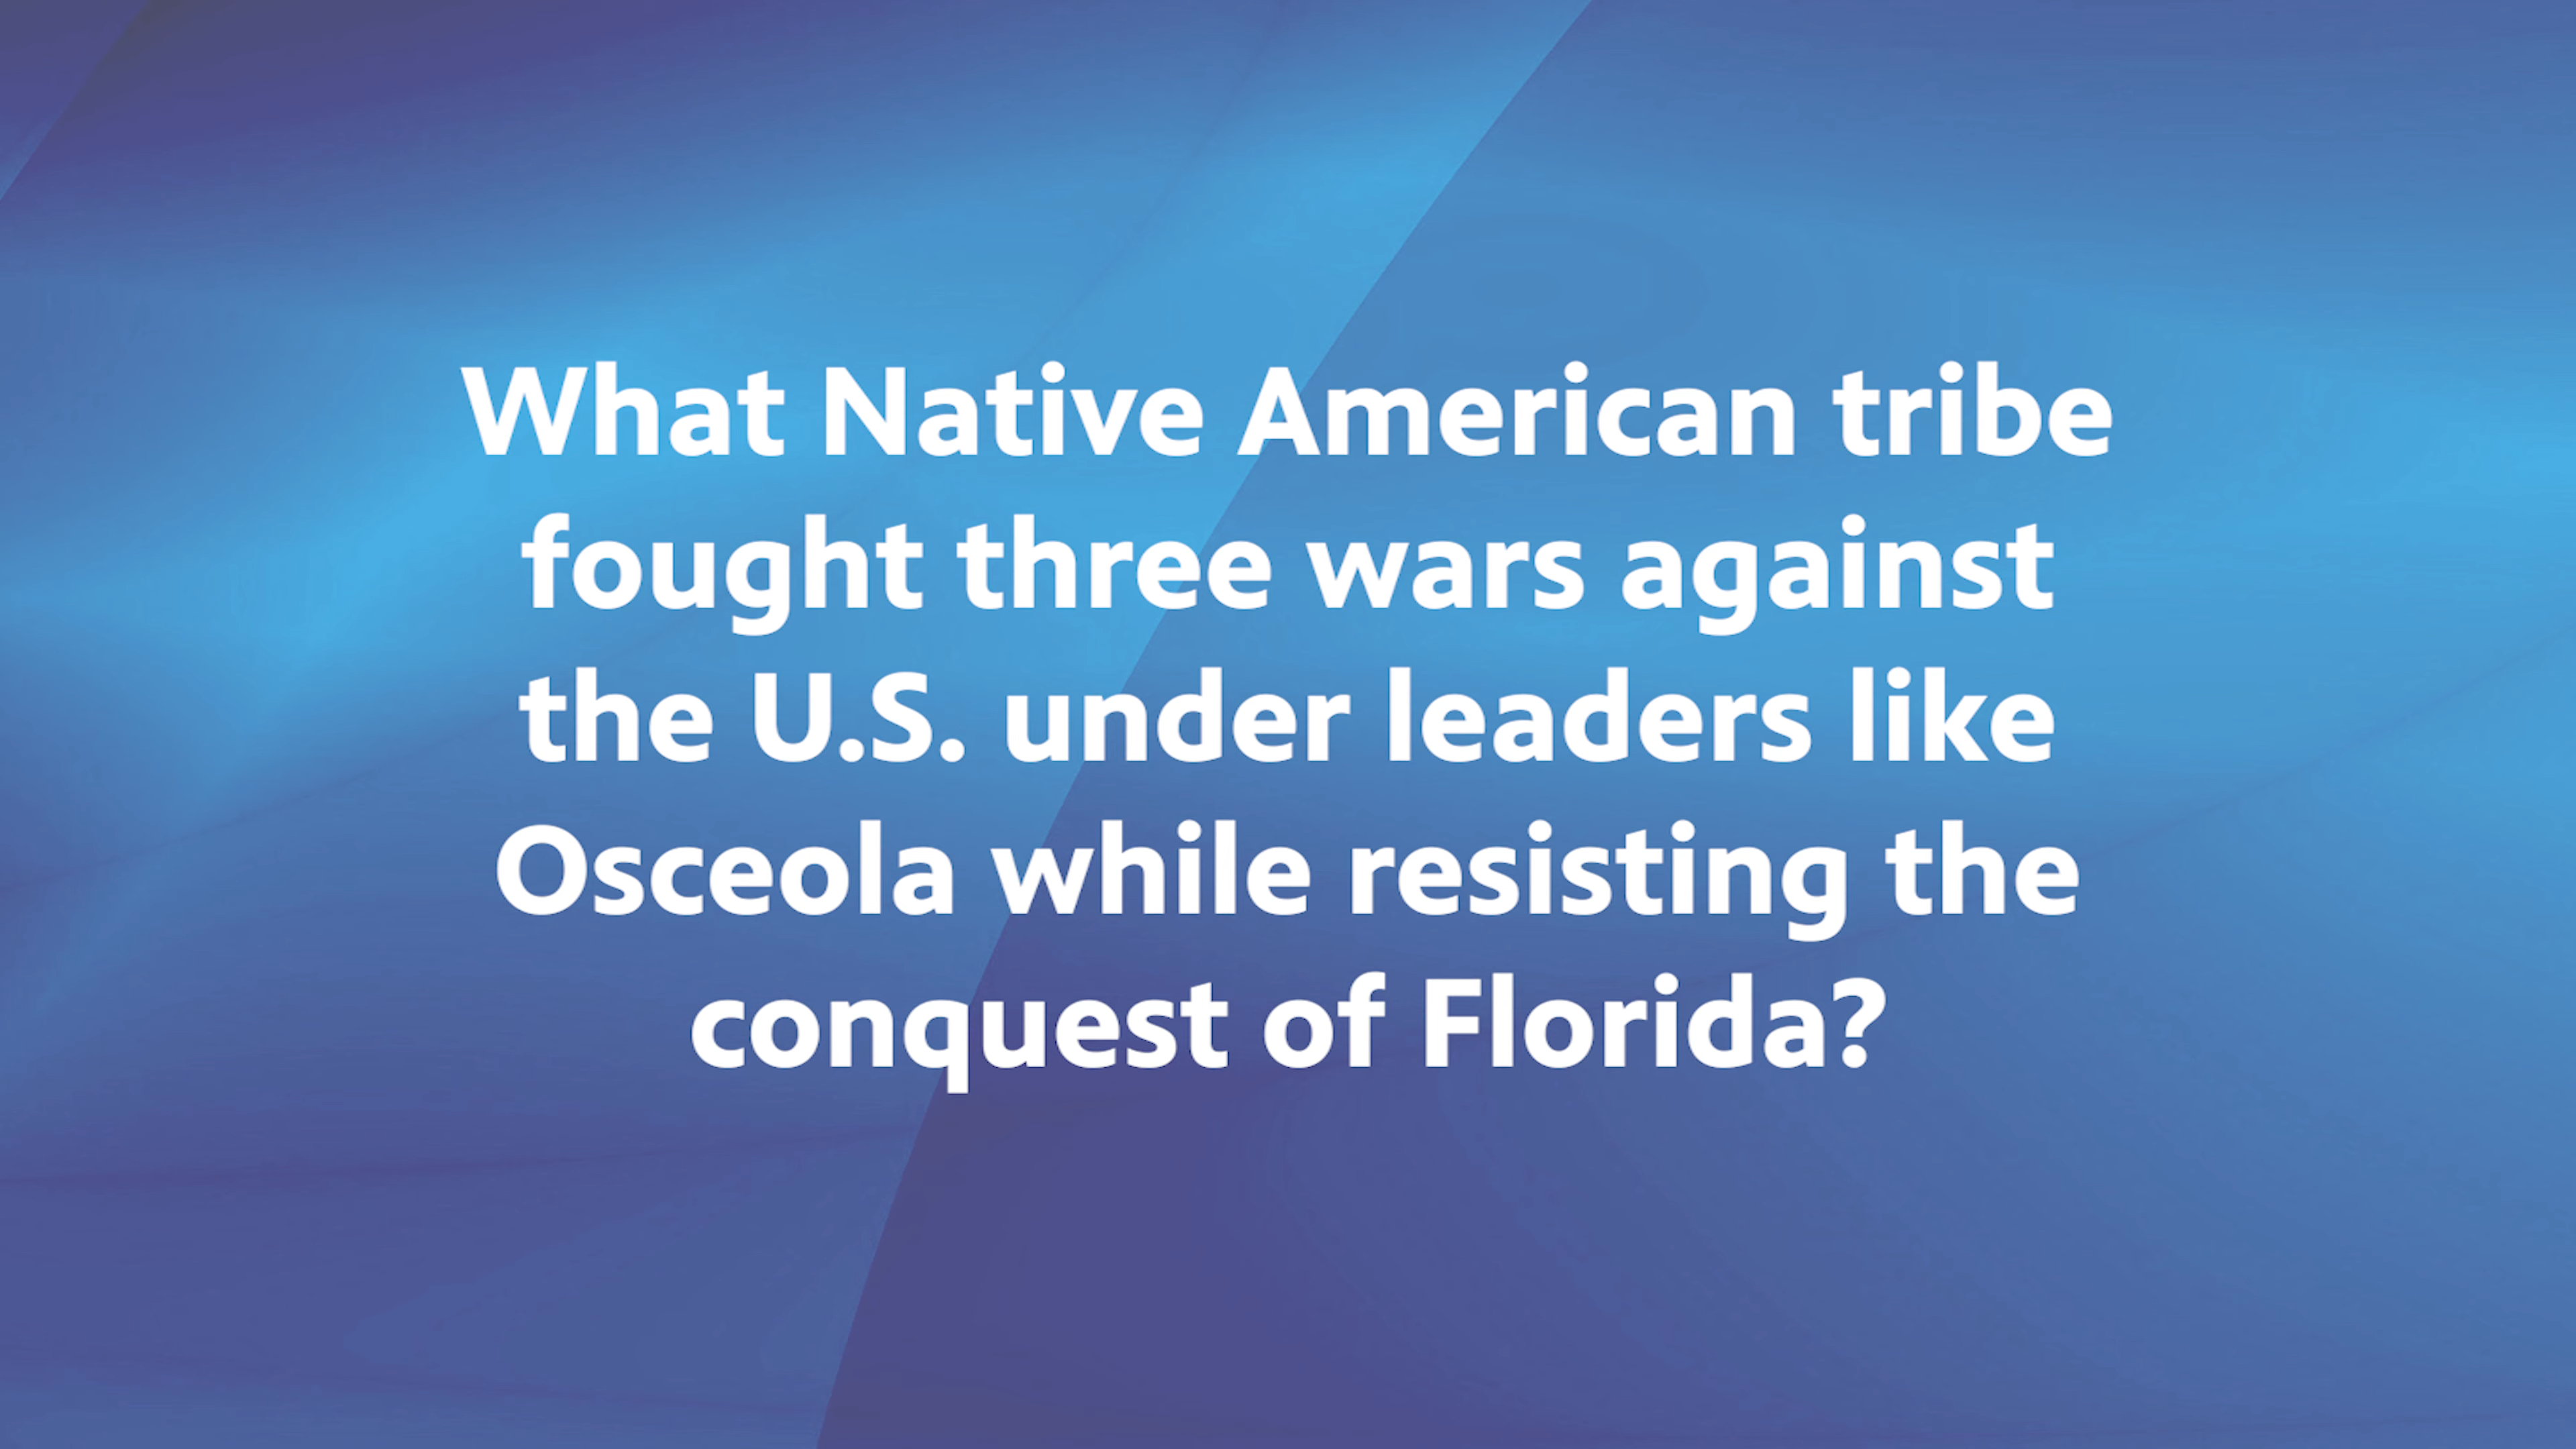 What Native American tribe
fought three wars against
the U.S. under leaders like
Osceola while resisting the
conquest of Florida?